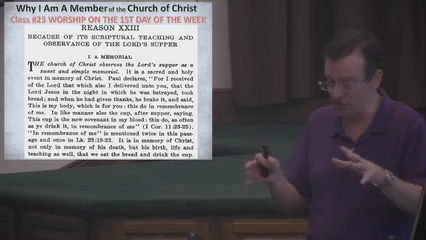 Why I Am A Member of the Church of Christ
Class #23 WORSHIP ON THE 1ST DAY OF THE WEEK
REASON XXIII
BECAUSE OF ITS SCRIPTURAL TEACHING AND
OBSERVANCE OF THE LORD'S SUPPER
I. A MEMORIAL
THE church of Christ observes the Lord's supper as a
sweet and simple memorial. It is a sacred and holy
event in memory of Christ. Paul declares, "For I received
of the Lord that which also I delivered unto you, that the
Lord Jesus in the night in which he was betrayed, took
bread; and when he had given thanks, he brake it, and said,
This is my body, which is for you: this do in remembrance
of me. In like manner also the cup, after supper, saying,
This cup is the new covenant in my blood: this do, as often
as ye drink it, in remembrance of me" (I Cor. 11:23-25).
"In remembrance of me" is mentioned twice in this pas-
sage and once in Lk. 22:19-23. It is in memory of Christ,
not only in memory of his death, but his birth, life and
teaching as well, that we eat the bread and drink the cup.